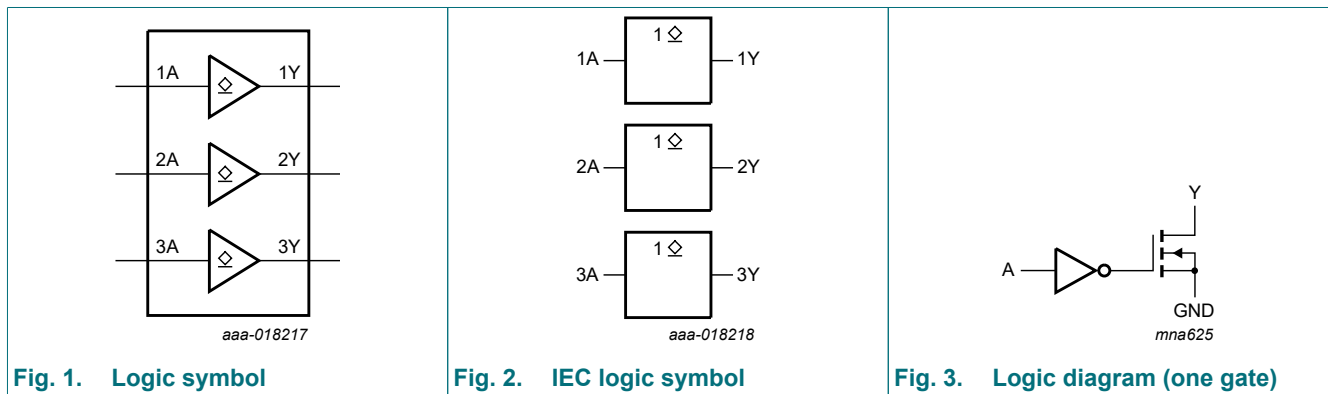 1A 1Y
2A 2Y
3A 3Y
aaa-018217
Fig. 1. Logic symbol
1
1A 1Y
1
2A 2Y
1
3A 3Y
aaa-018218
Fig. 2. IEC logic symbol
Y
A
GND
mna625
Fig. 3. Logic diagram (one gate)